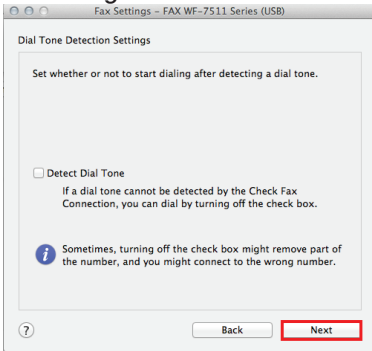 Fax Settings – FAX WF-7511 Series (USB)
Dial Tone Detection Settings
Set whether or not to start dialing after detecting a dial tone.
Detect Dial Tone
If a dial tone cannot be detected by the Check Fax
Connection, you can dial by turning off the check box.
Sometimes, turning off the check box might remove part of
the number, and you might connect to the wrong number.
?
Back
Next